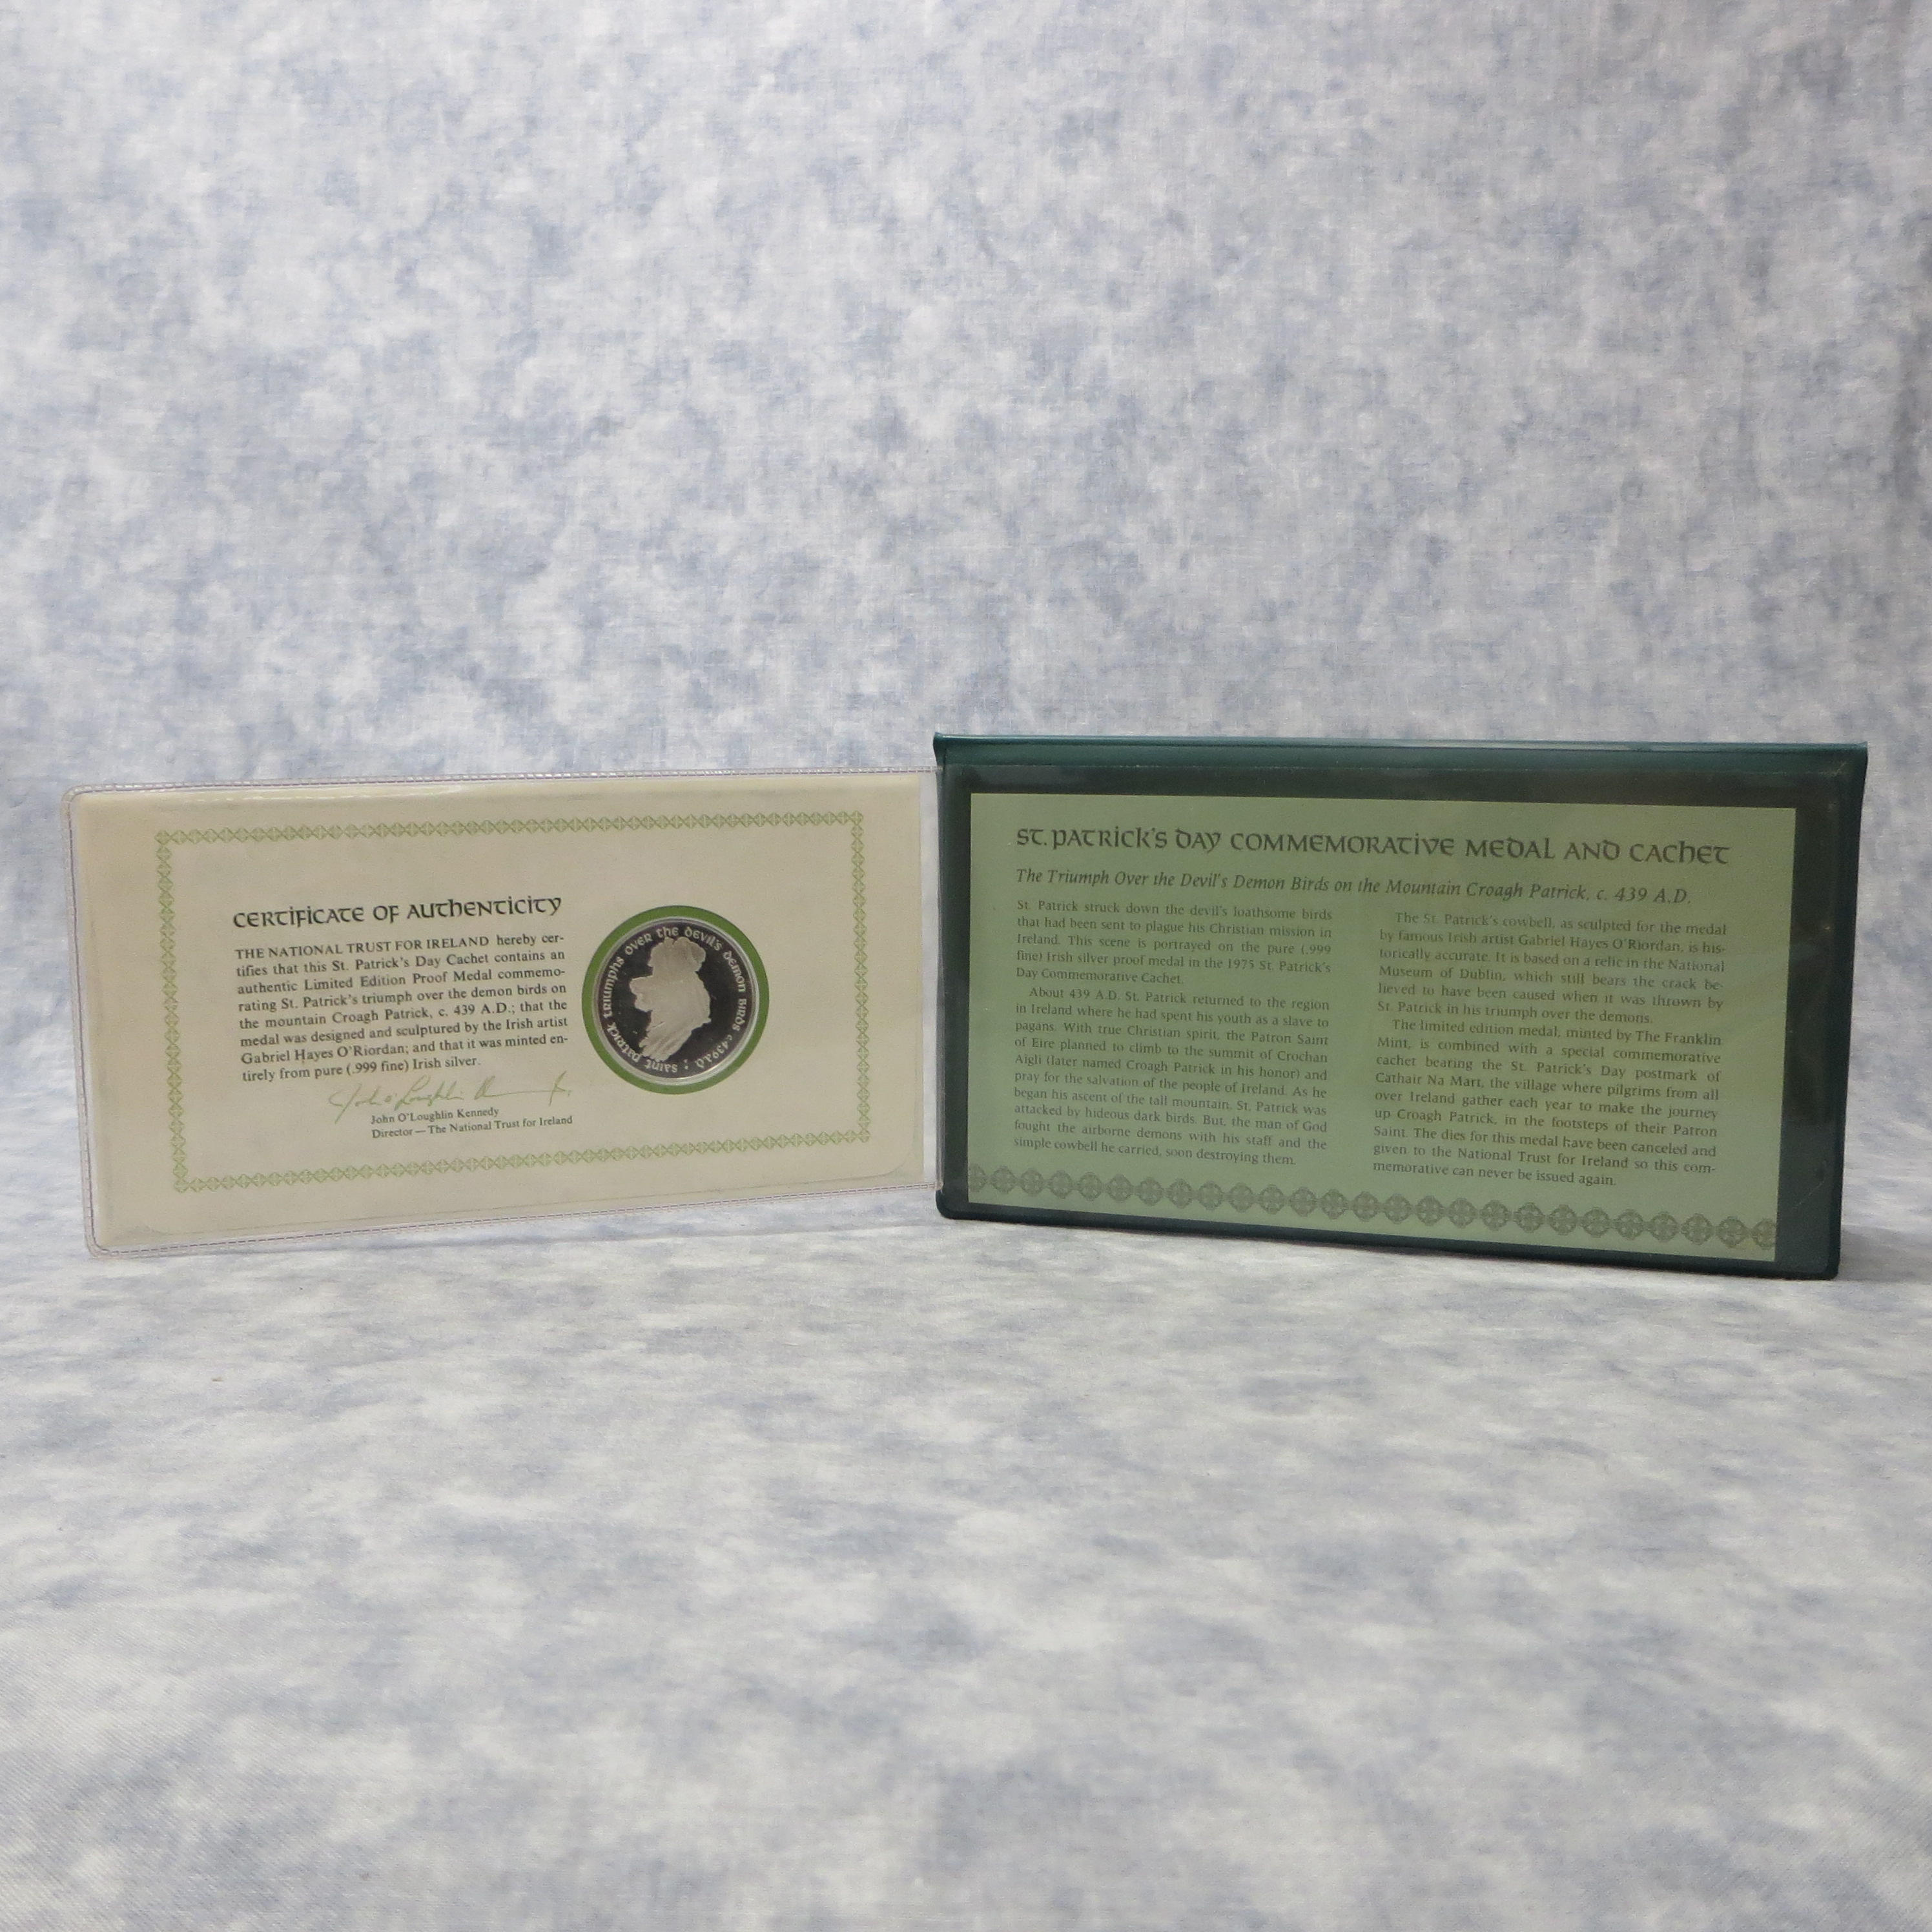 CERTIFICATE OF AUTHENTICITY
THE NATIONAL TRUST FOR IRELAND hereby cer-
tifies that this St. Patrick's Day Cachet contains an
authentic Limited Edition Proof Medal commemo-
rating St. Patrick's triumph over the demon birds on
the mountain Croagh Patrick, c. 439 A.D.; that the
medal was designed and sculptured by the Irish artist
Gabriel Hayes O'Riordan; and that it was minted en-
tirely from pure (.999 fine) Irish silver.
John O'Loughlin Kennedy
Director — The National Trust for Ireland
SAINT PATRICK TRIUMPHS OVER THE DEVIL'S DEMON BIRDS c439A.D. :
ST. PATRICK'S DAY COMMEMORATIVE MEDAL AND CACHET
The Triumph Over the Devil's Demon Birds on the Mountain Croagh Patrick, c. 439 A.D.
St. Patrick struck down the devil's loathsome birds
that had been sent to plague his Christian mission in
Ireland. This scene is portrayed on the pure (.999
fine) Irish silver proof medal in the 1975 St. Patrick's
Day Commemorative Cachet.
About 439 A.D. St. Patrick returned to the region
in Ireland where he had spent his youth as a slave to
pagans. With true Christian spirit, the Patron Saint
of Eire planned to climb to the summit of Crochan
Aigli (later named Croagh Patrick in his honor) and
pray for the salvation of the people of Ireland. As he
began his ascent of the tall mountain, St. Patrick was
attacked by hideous dark birds. But, the man of God
fought the airborne demons with his staff and the
simple cowbell he carried, soon destroying them.
The St. Patrick's cowbell, as sculpted for the medal
by famous Irish artist Gabriel Hayes O'Riordan, is his-
torically accurate. It is based on a relic in the National
Museum of Dublin, which still bears the crack be-
lieved to have been caused when it was thrown by
St. Patrick in his triumph over the demons.
The limited edition medal, minted by The Franklin
Mint, is combined with a special commemorative
cachet bearing the St. Patrick's Day postmark of
Cathair Na Mart, the village where pilgrims from all
over Ireland gather each year to make the journey
up Croagh Patrick, in the footsteps of their Patron
Saint. The dies for this medal have been canceled and
given to the National Trust for Ireland so this com-
memorative can never be issued again.